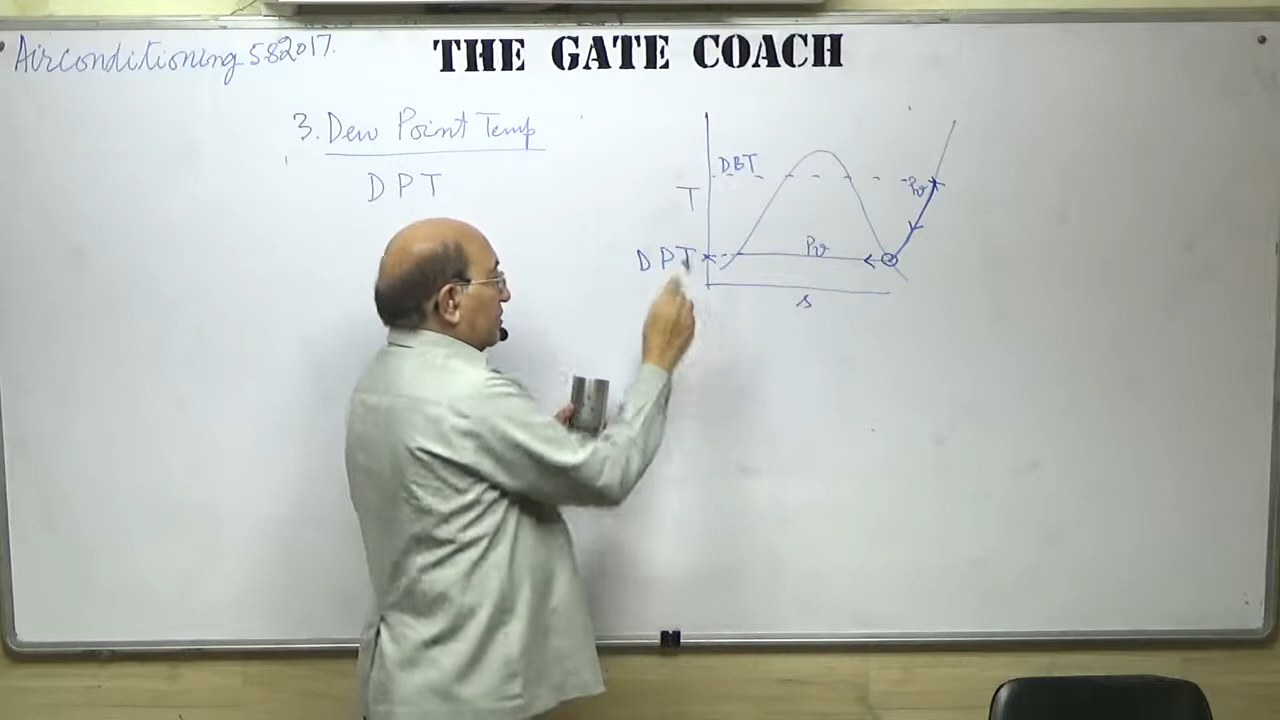 Airconditioning 582017.
THE GATE COACH
3. Dew Point Temp
DPT
DBT
Pv
T
DPT
Pv
s